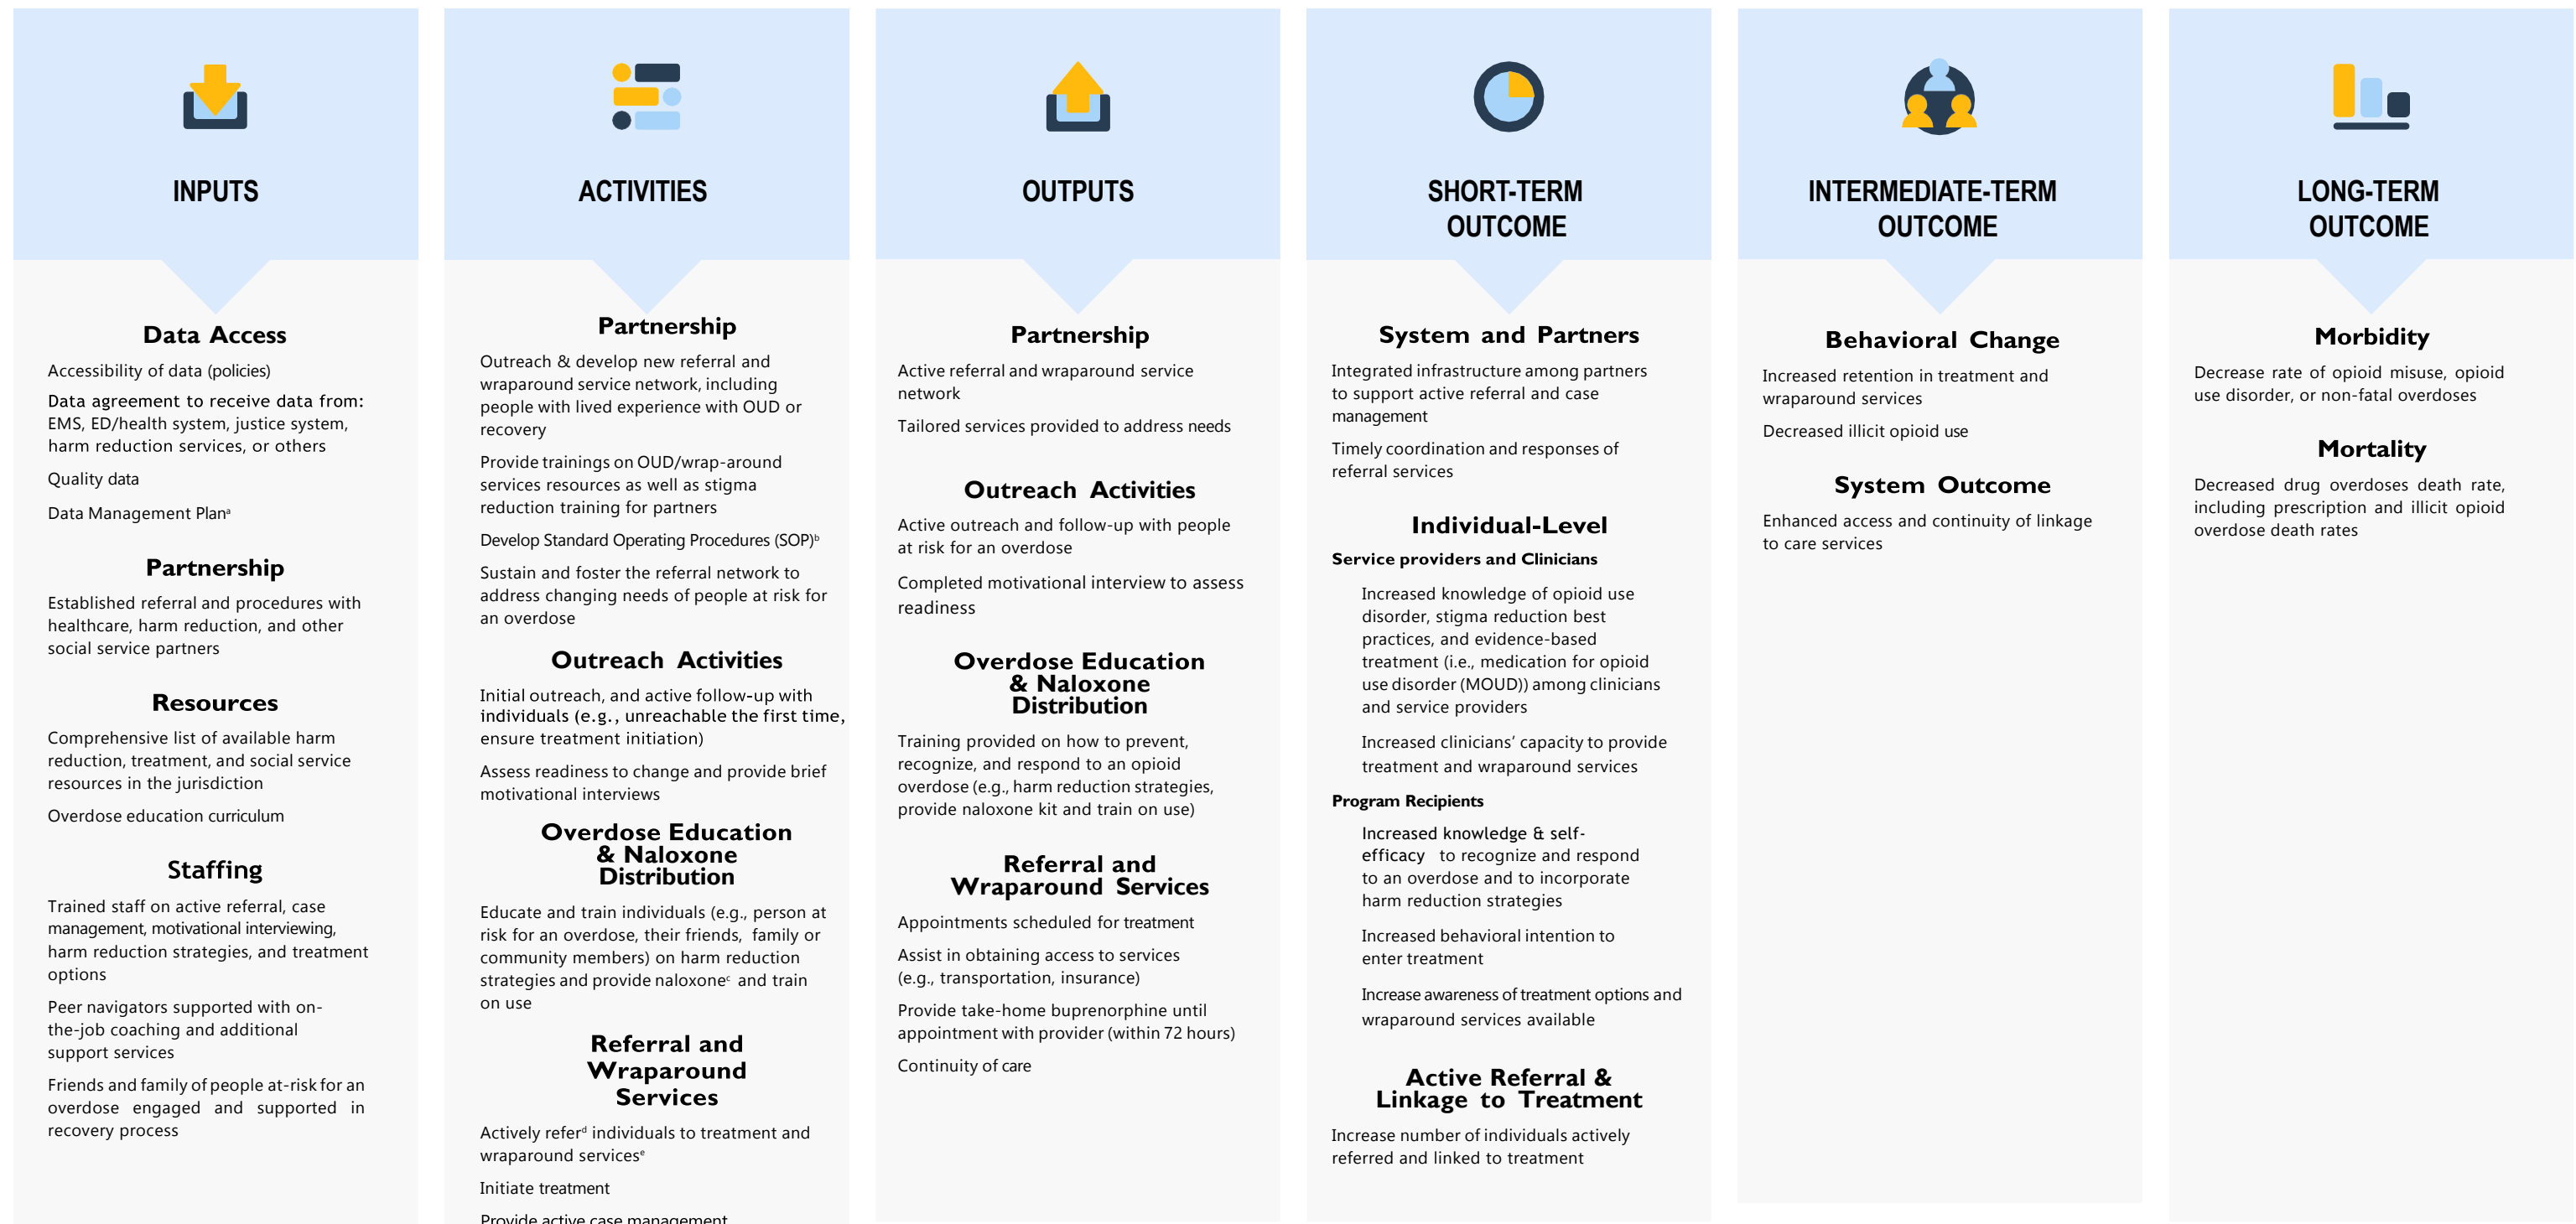 INPUTS
Data Access
Accessibility of data (policies)
Data agreement to receive data from:
EMS, ED/health system, justice system,
harm reduction services, or others
Quality data
Data Management Planᵃ
Partnership
Established referral and procedures with
healthcare, harm reduction, and other
social service partners
Resources
Comprehensive list of available harm
reduction, treatment, and social service
resources in the jurisdiction
Overdose education curriculum
Staffing
Trained staff on active referral, case
management, motivational interviewing,
harm reduction strategies, and treatment
options
Peer navigators supported with on-
the-job coaching and additional
support services
Friends and family of people at-risk for an
overdose engaged and supported in
recovery process
ACTIVITIES
Partnership
Outreach & develop new referral and
wraparound service network, including
people with lived experience with OUD or
recovery
Provide trainings on OUD/wrap-around
services resources as well as stigma
reduction training for partners
Develop Standard Operating Procedures (SOP)ᵇ
Sustain and foster the referral network to
address changing needs of people at risk for
an overdose
Outreach Activities
Initial outreach, and active follow-up with
individuals (e.g., unreachable the first time,
ensure treatment initiation)
Assess readiness to change and provide brief
motivational interviews
Overdose Education
& Naloxone
Distribution
Educate and train individuals (e.g., person at
risk for an overdose, their friends, family or
community members) on harm reduction
strategies and provide naloxoneᶜ and train
on use
Referral and
Wraparound
Services
Actively referᵈ individuals to treatment and
wraparound servicesᵉ
Initiate treatment
Provide active case management
OUTPUTS
Partnership
Active referral and wraparound service
network
Tailored services provided to address needs
Outreach Activities
Active outreach and follow-up with people
at risk for an overdose
Completed motivational interview to assess
readiness
Overdose Education
& Naloxone
Distribution
Training provided on how to prevent,
recognize, and respond to an opioid
overdose (e.g., harm reduction strategies,
provide naloxone kit and train on use)
Referral and
Wraparound Services
Appointments scheduled for treatment
Assist in obtaining access to services
(e.g., transportation, insurance)
Provide take-home buprenorphine until
appointment with provider (within 72 hours)
Continuity of care
SHORT-TERM
OUTCOME
System and Partners
Integrated infrastructure among partners
to support active referral and case
management
Timely coordination and responses of
referral services
Individual-Level
Service providers and Clinicians
Increased knowledge of opioid use
disorder, stigma reduction best
practices, and evidence-based
treatment (i.e., medication for opioid
use disorder (MOUD)) among clinicians
and service providers
Increased clinicians' capacity to provide
treatment and wraparound services
Program Recipients
Increased knowledge & self-
efficacy to recognize and respond
to an overdose and to incorporate
harm reduction strategies
Increased behavioral intention to
enter treatment
Increase awareness of treatment options and
wraparound services available
Active Referral &
Linkage to Treatment
Increase number of individuals actively
referred and linked to treatment
INTERMEDIATE-TERM
OUTCOME
Behavioral Change
Increased retention in treatment and
wraparound services
Decreased illicit opioid use
System Outcome
Enhanced access and continuity of linkage
to care services
LONG-TERM
OUTCOME
Morbidity
Decrease rate of opioid misuse, opioid
use disorder, or non-fatal overdoses
Mortality
Decreased drug overdoses death rate,
including prescription and illicit opioid
overdose death rates